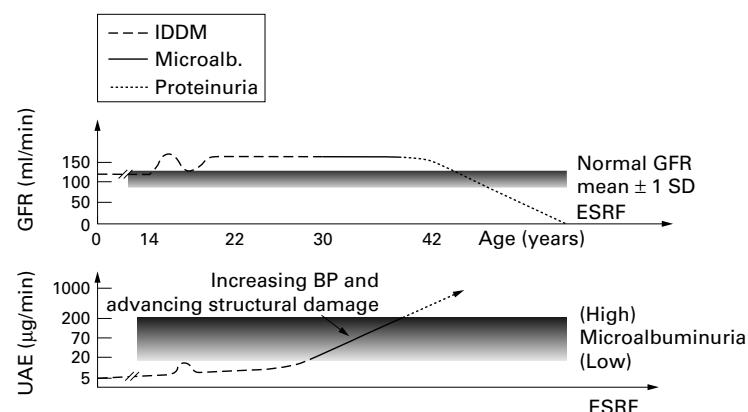 IDDM
Microalb.
Proteinuria
GFR (ml/min)
150
100
50
0
0 14 22 30 42 Age (years)
Normal GFR
mean ± 1 SD
ESRF
UAE (μg/min)
1000
200
70
20
5
Increasing BP and
advancing structural damage
(High)
Microalbuminuria
(Low)
ESRF